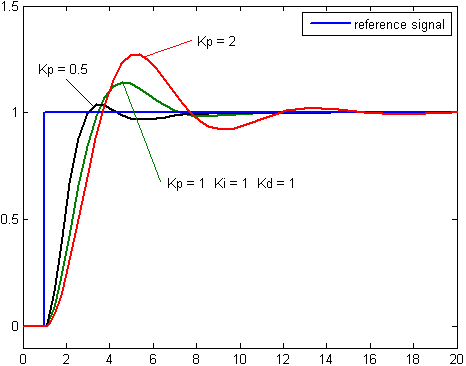 1.5
reference signal
Kp = 2
Kp = 0.5
1
Kp = 1 Ki = 1 Kd = 1
0.5
0
0 2 4 6 8 10 12 14 16 18 20